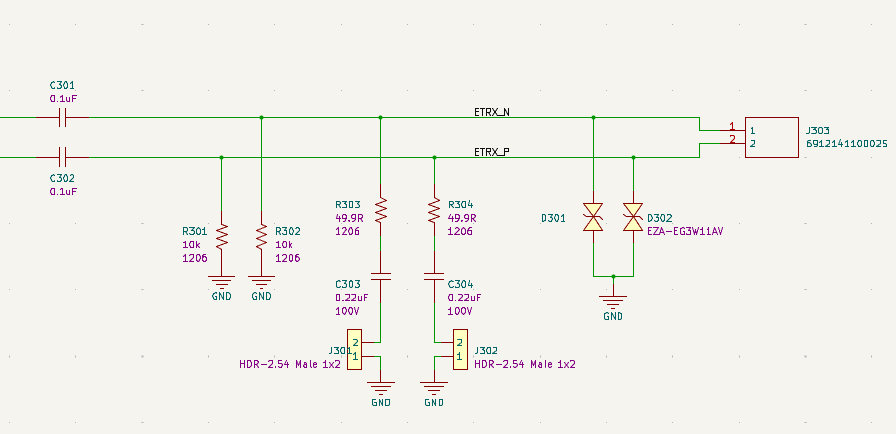 C301
0.1uF
ETRX_N
1
1
J303
2
2
691214110002S
ETRX_P
C302
0.1uF
R301
10k
1206
R302
10k
1206
R303
49.9R
1206
R304
49.9R
1206
D301
D302
EZA-EG3W11AV
GND
GND
C303
0.22uF
100V
C304
0.22uF
100V
GND
J301
2
1
HDR-2.54 Male 1x2
2
1
J302
HDR-2.54 Male 1x2
GND
GND